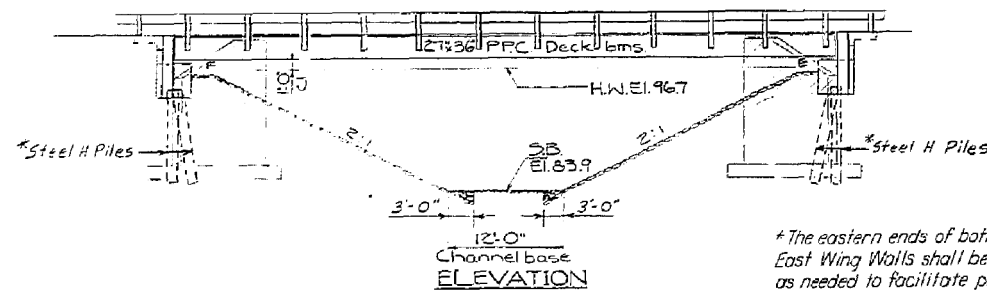 27"x36" PPC Deck bms.
F
E
H.W.El.96.7
2:1
2:1
*Steel H Piles
*Steel H Piles
S.B.
El.83.9
3'-0"
3'-0"
12'-0"
Channel base
ELEVATION
*The eastern ends of bot
East Wing Walls shall be
as needed to facilitate p